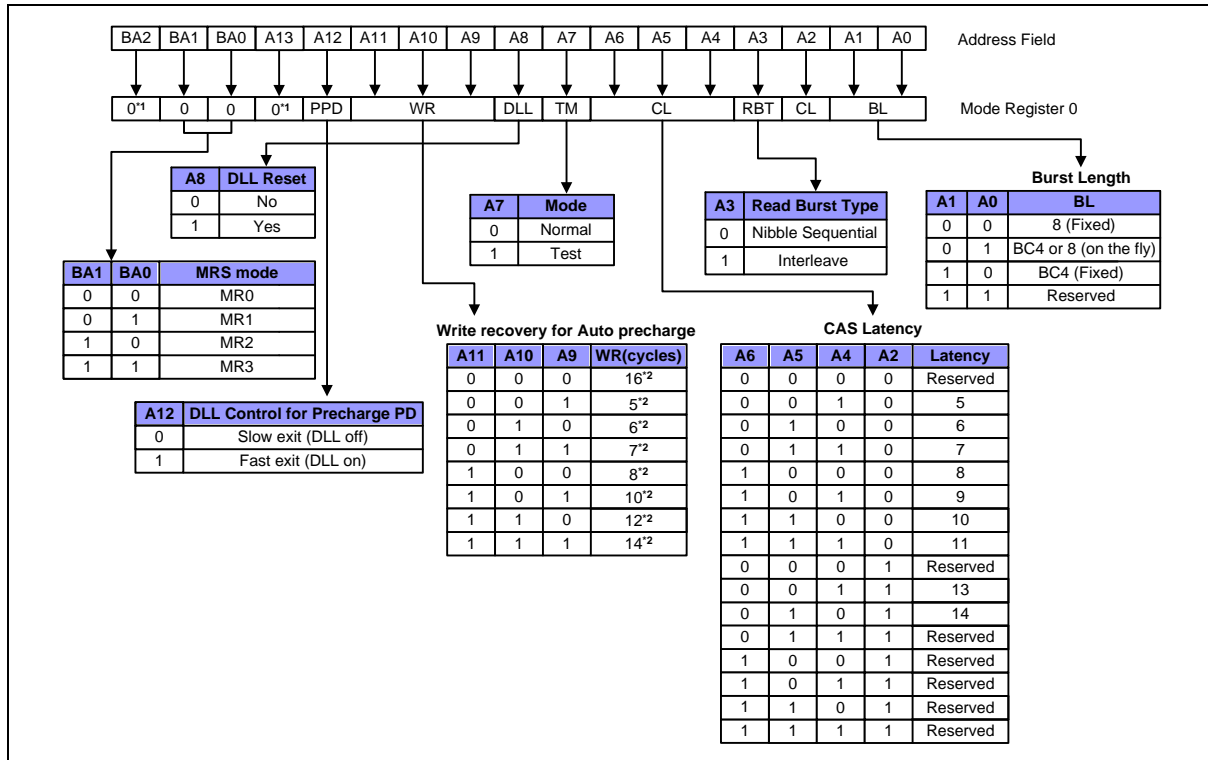 BA2 BA1 BA0 A13 A12 A11 A10 A9 A8 A7 A6 A5 A4 A3 A2 A1 A0 Address Field
0*1 0 0 0*1 PPD WR DLL TM CL RBT CL BL Mode Register 0
A8 DLL Reset
0 No
1 Yes
A7 Mode
0 Normal
1 Test
A3 Read Burst Type
0 Nibble Sequential
1 Interleave
Burst Length
A1 A0 BL
0 0 8 (Fixed)
0 1 BC4 or 8 (on the fly)
1 0 BC4 (Fixed)
1 1 Reserved
BA1 BA0 MRS mode
0 0 MR0
0 1 MR1
1 0 MR2
1 1 MR3
A12 DLL Control for Precharge PD
0 Slow exit (DLL off)
1 Fast exit (DLL on)
Write recovery for Auto precharge
A11 A10 A9 WR(cycles)
0 0 0 16*2
0 0 1 5*2
0 1 0 6*2
0 1 1 7*2
1 0 0 8*2
1 0 1 10*2
1 1 0 12*2
1 1 1 14*2
CAS Latency
A6 A5 A4 A2 Latency
0 0 0 0 Reserved
0 0 1 0 5
0 1 0 0 6
0 1 1 0 7
1 0 0 0 8
1 0 1 0 9
1 1 0 0 10
1 1 1 0 11
0 0 0 1 Reserved
0 0 1 1 13
0 1 0 1 14
0 1 1 1 Reserved
1 0 0 1 Reserved
1 0 1 1 Reserved
1 1 0 1 Reserved
1 1 1 1 Reserved